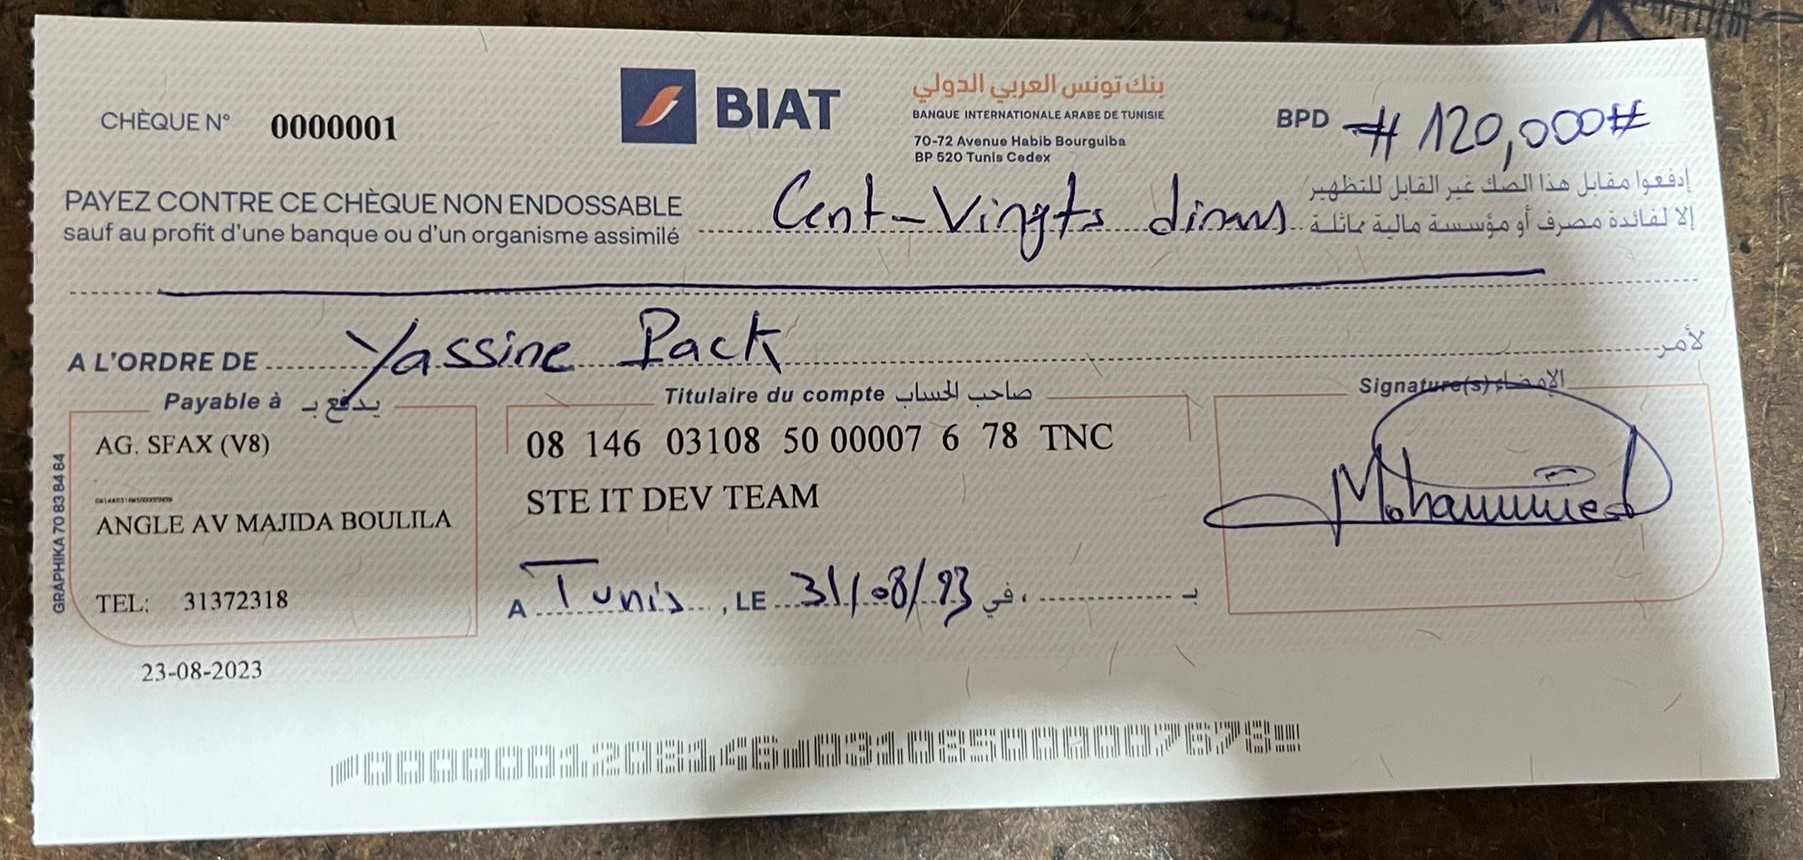 CHÈQUE N° 0000001
BIAT
بنك تونس العربي الدولي
BANQUE INTERNATIONALE ARABE DE TUNISIE
70-72 Avenue Habib Bourguiba
BP 520 Tunis Cedex
BPD # 120,000 #
PAYEZ CONTRE CE CHÈQUE NON ENDOSSABLE
sauf au profit d'une banque ou d'un organisme assimilé
Cent-Vingts dinars
إدفعوا مقابل هذا الصك غير القابل للتظهير
إلا لفائدة مصرف أو مؤسسة مالية مماثلة
A L'ORDRE DE Yassine Pack لأمر
Payable à يدفع بـ
AG. SFAX (V8)
ANGLE AV MAJIDA BOULILA
TEL: 31372318
23-08-2023
GRAPHIKA 70 83 84 84
Titulaire du compte صاحب الحساب
08 146 03108 50 00007 6 78 TNC
STE IT DEV TEAM
A Tunis, LE 31/08/23 في، بـ
Signature(s) الإمضاء
Mohammed
0000001208146031085000007678